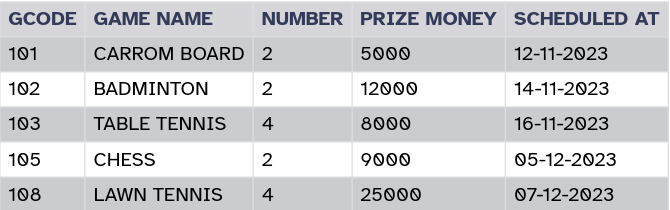 GCODE GAME NAME NUMBER PRIZE MONEY SCHEDULED AT
101 CARROM BOARD 2 5000 12-11-2023
102 BADMINTON 2 12000 14-11-2023
103 TABLE TENNIS 4 8000 16-11-2023
105 CHESS 2 9000 05-12-2023
108 LAWN TENNIS 4 25000 07-12-2023